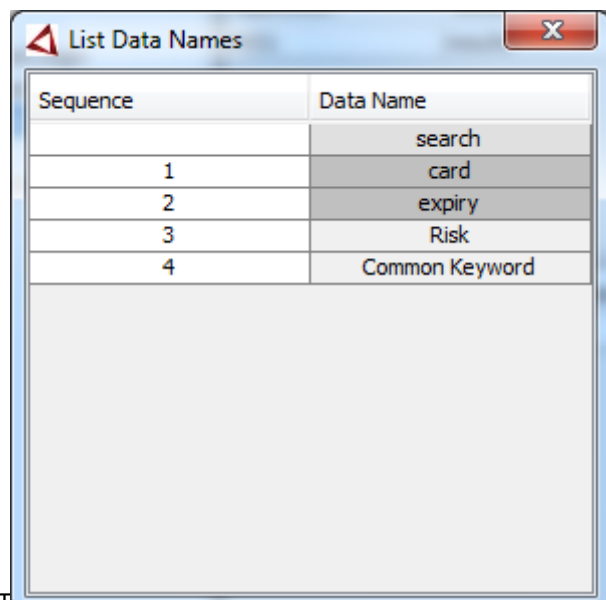 List Data Names
Sequence Data Name
search
1 card
2 expiry
3 Risk
4 Common Keyword